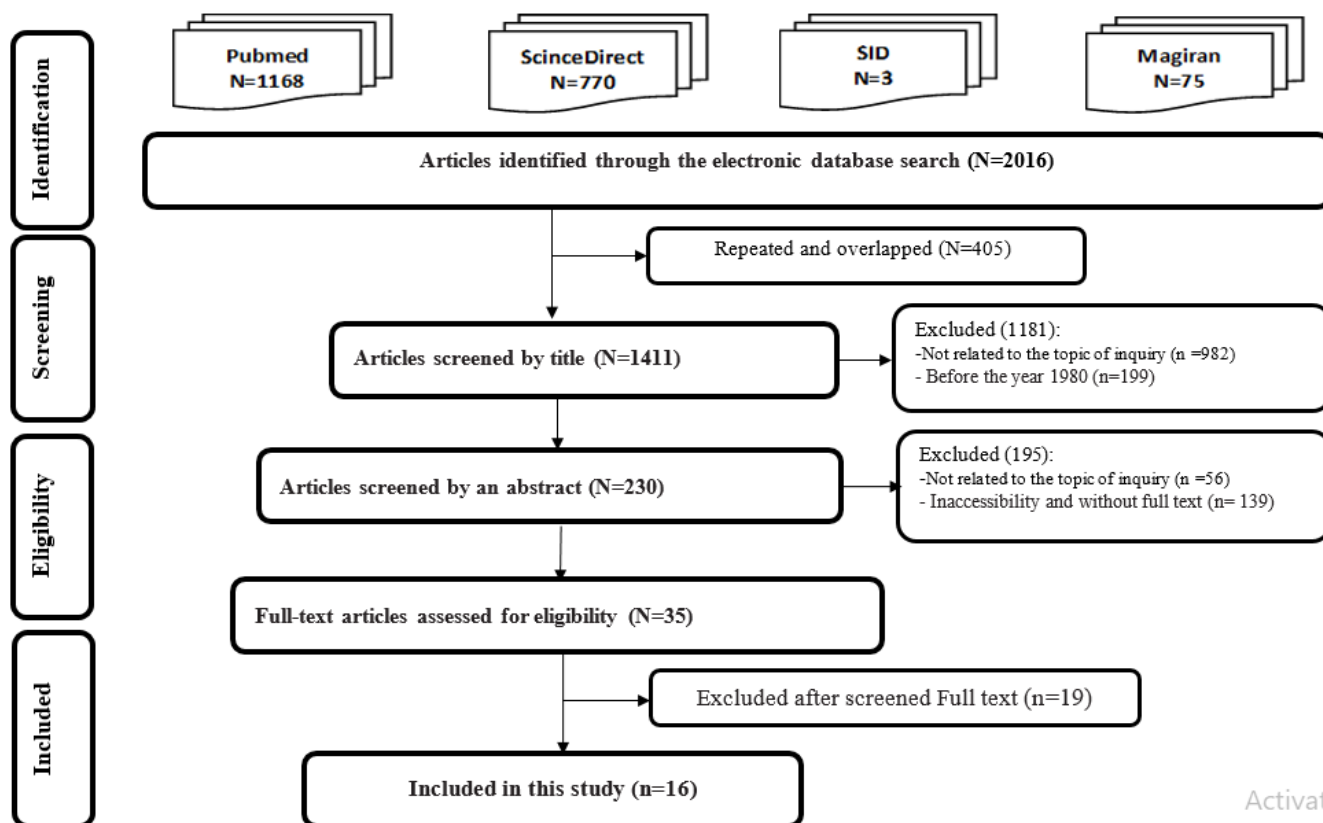 Pubmed
N=1168
ScinceDirect
N=770
SID
N=3
Magiran
N=75
Identification
Articles identified through the electronic database search (N=2016)
Repeated and overlapped (N=405)
Screening
Articles screened by title (N=1411)
Excluded (1181):
-Not related to the topic of inquiry (n =982)
- Before the year 1980 (n=199)
Eligibility
Articles screened by an abstract (N=230)
Excluded (195):
-Not related to the topic of inquiry (n =56)
- Inaccessibility and without full text (n= 139)
Full-text articles assessed for eligibility (N=35)
Included
Excluded after screened Full text (n=19)
Included in this study (n=16)
Activat